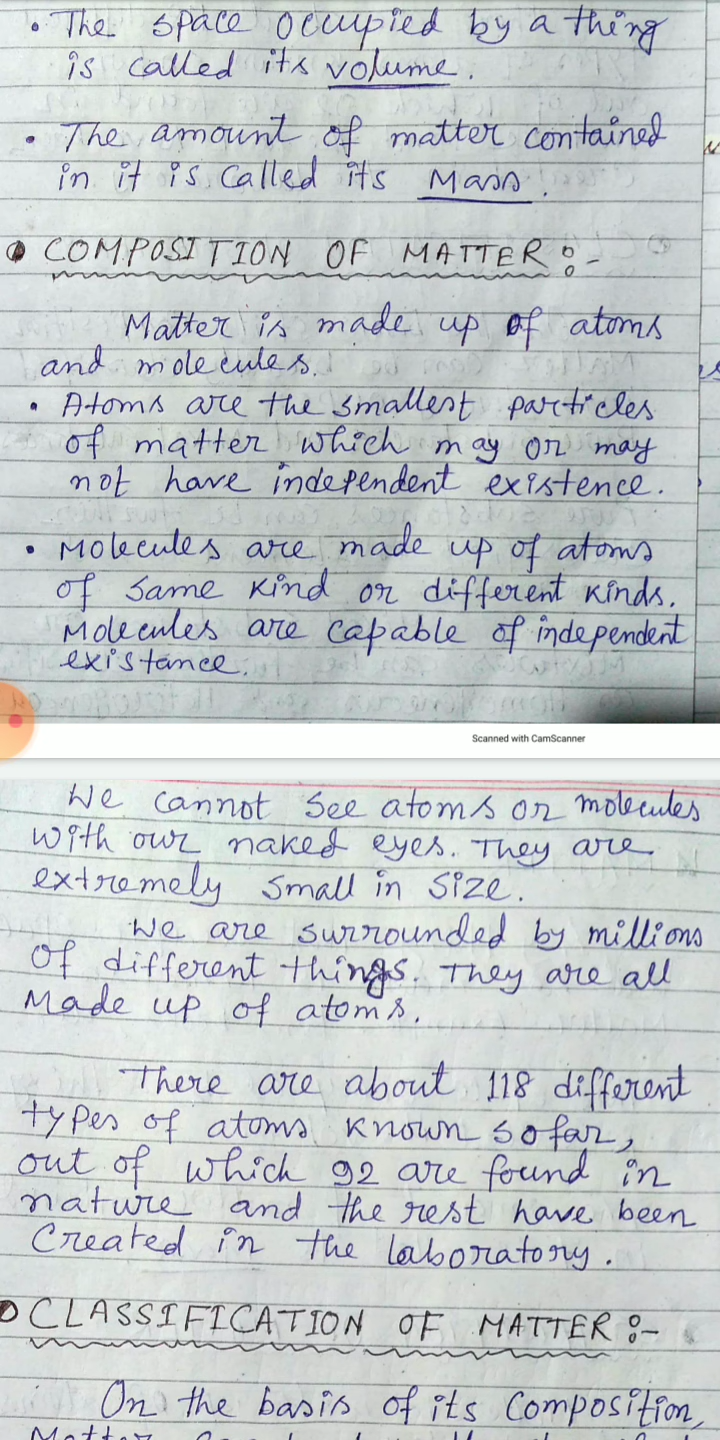 • The space occupied by a thing
is called its volume.
• The amount of matter contained
in it is called its Mass.
• COMPOSITION OF MATTER :-
Matter is made up of atoms
and molecules.
• Atoms are the smallest particles
of matter which may or may
not have independent existence.
• Molecules are made up of atoms
of same kind or different kinds.
Molecules are capable of independent
existance.
Scanned with CamScanner
We cannot see atoms or molecules
with our naked eyes. They are
extremely small in size.
We are surrounded by millions
of different things. They are all
Made up of atoms.
There are about 118 different
types of atoms known so far,
out of which 92 are found in
nature and the rest have been
Created in the laboratory.
• CLASSIFICATION OF MATTER :-
On the basis of its Composition,